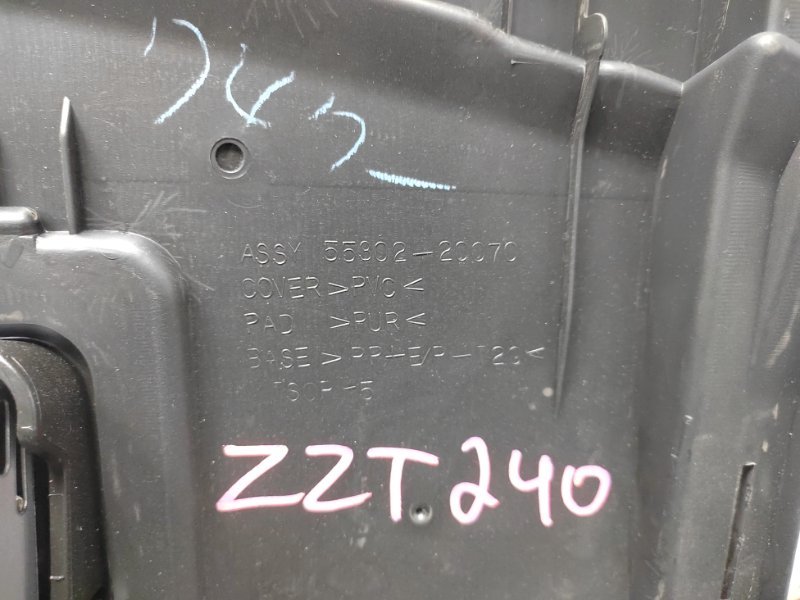 ASSY 55302-20070
COVER >PVC<
PAD >PUR<
BASE >PP+E/P-T20<
TSOP-5
ZZT240